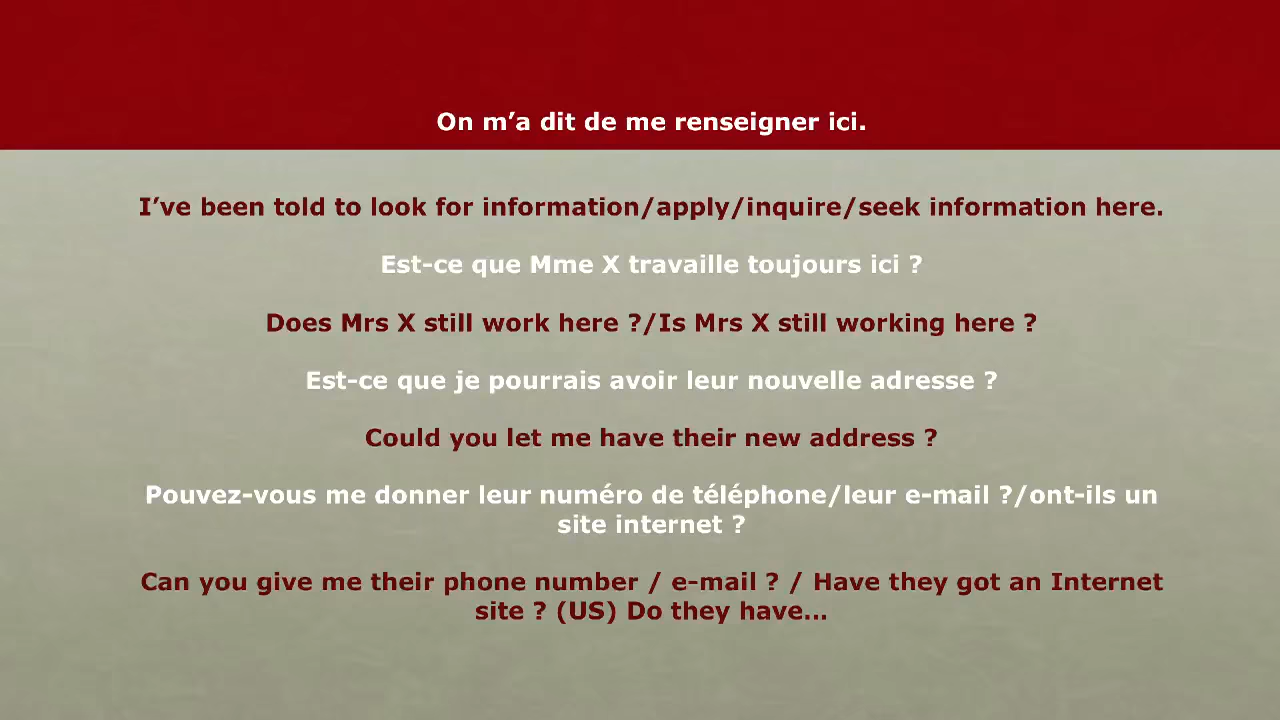 On m’a dit de me renseigner ici.
I’ve been told to look for information/apply/inquire/seek information here.
Est-ce que Mme X travaille toujours ici ?
Does Mrs X still work here ?/Is Mrs X still working here ?
Est-ce que je pourrais avoir leur nouvelle adresse ?
Could you let me have their new address ?
Pouvez-vous me donner leur numéro de téléphone/leur e-mail ?/ont-ils un
site internet ?
Can you give me their phone number / e-mail ? / Have they got an Internet
site ? (US) Do they have...